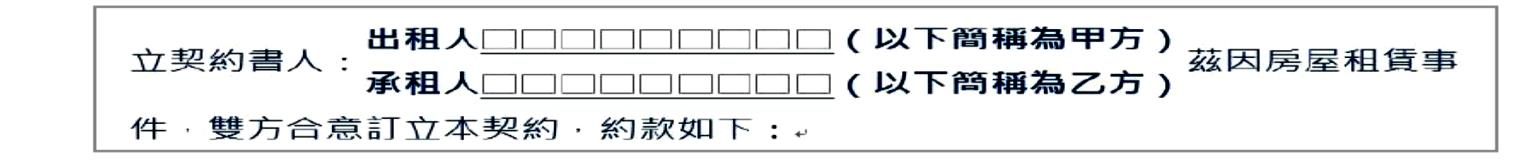 立契約書人：出租人□□□□□□□□□（以下簡稱為甲方）茲因房屋租賃事
承租人□□□□□□□□□（以下簡稱為乙方）
件，雙方合意訂立本契約，約款如下：